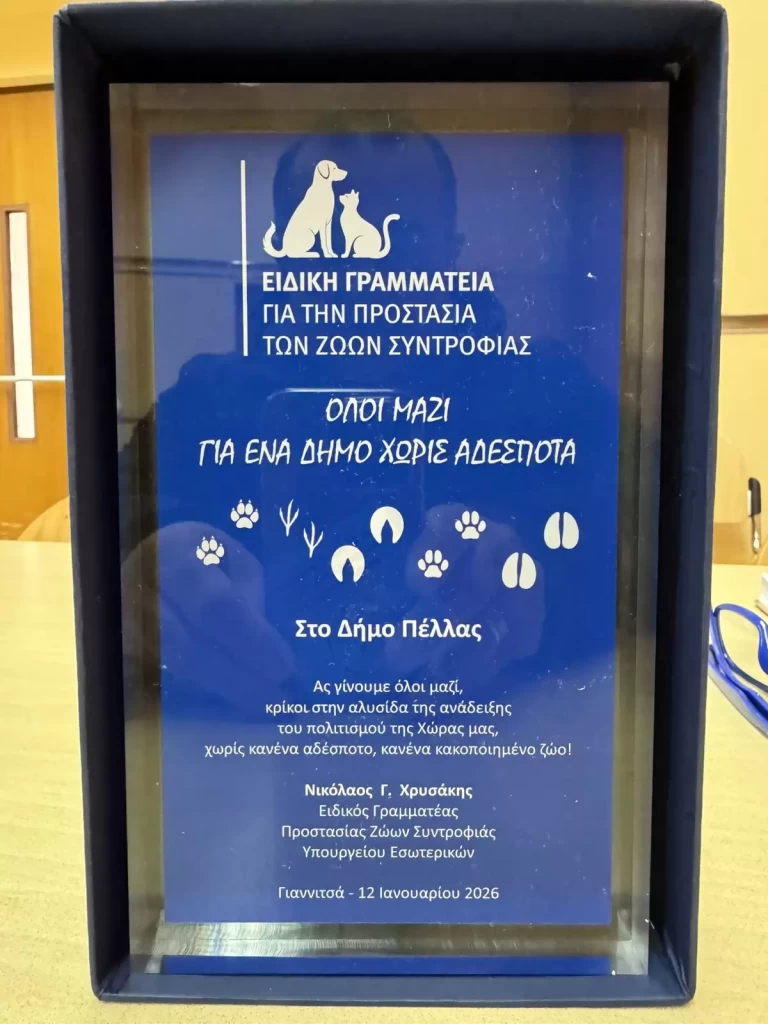 ΕΙΔΙΚΗ ΓΡΑΜΜΑΤΕΙΑ
ΓΙΑ ΤΗΝ ΠΡΟΣΤΑΣΙΑ
ΤΩΝ ΖΩΩΝ ΣΥΝΤΡΟΦΙΑΣ
ΟΛΟΙ ΜΑΖΙ
ΓΙΑ ΕΝΑ ΔΗΜΟ ΧΩΡΙΣ ΑΔΕΣΠΟΤΑ
Στο Δήμο Πέλλας
Ας γίνουμε όλοι μαζί,
κρίκοι στην αλυσίδα της ανάδειξης
του πολιτισμού της Χώρας μας,
χωρίς κανένα αδέσποτο, κανένα κακοποιημένο ζώο!
Νικόλαος Γ. Χρυσάκης
Ειδικός Γραμματέας
Προστασίας Ζώων Συντροφιάς
Υπουργείου Εσωτερικών
Γιαννιτσά - 12 Ιανουαρίου 2026